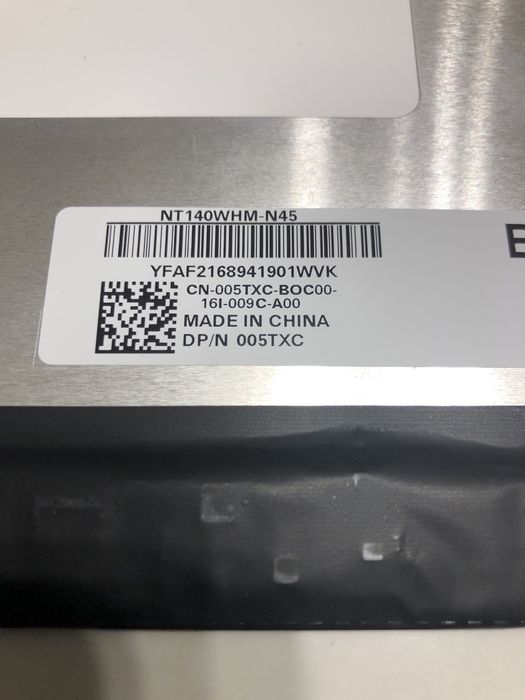 NT140WHM-N45
YFAF2168941901WVK
CN-005TXC-BOC00-
16I-009C-A00
MADE IN CHINA
DP/N 005TXC